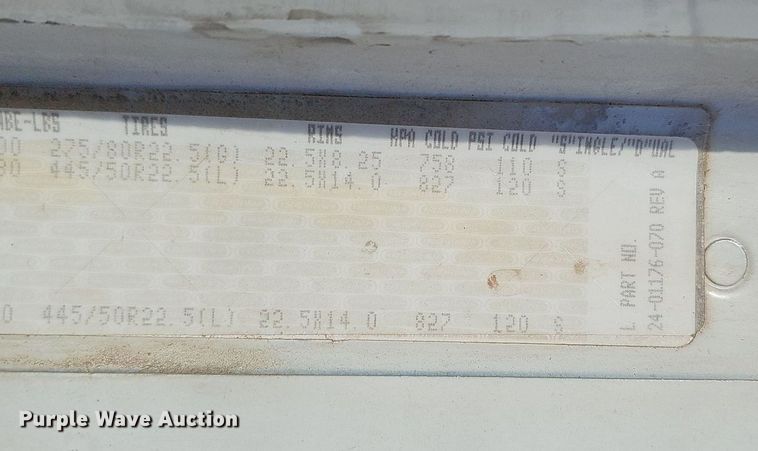 TIRES RIMS KPA COLD PSI COLD "S"INGLE/"D"UAL
275/80R22.5(G) 22.5X8.25 758 110 S
445/50R22.5(L) 22.5X14.0 827 120 S
0 445/50R22.5(L) 22.5X14.0 827 120 S
L PART NO.
24-01176-070 REV A
Purple Wave Auction